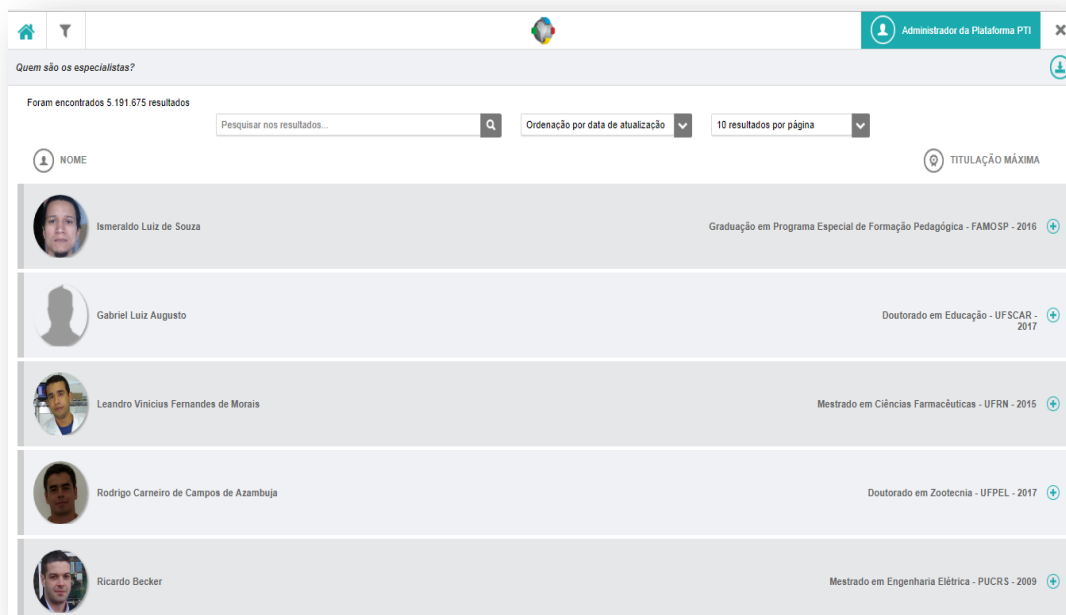 Administrador da Plataforma PTI
Quem são os especialistas?
Foram encontrados 5.191.675 resultados
Pesquisar nos resultados...
Ordenação por data de atualização
10 resultados por página
NOME
TITULAÇÃO MÁXIMA
Ismeraldo Luiz de Souza
Graduação em Programa Especial de Formação Pedagógica - FAMOSP - 2016
Gabriel Luiz Augusto
Doutorado em Educação - UFSCAR -
2017
Leandro Vinicius Fernandes de Morais
Mestrado em Ciências Farmacêuticas - UFRN - 2015
Rodrigo Carneiro de Campos de Azambuja
Doutorado em Zootecnia - UFPEL - 2017
Ricardo Becker
Mestrado em Engenharia Elétrica - PUCRS - 2009